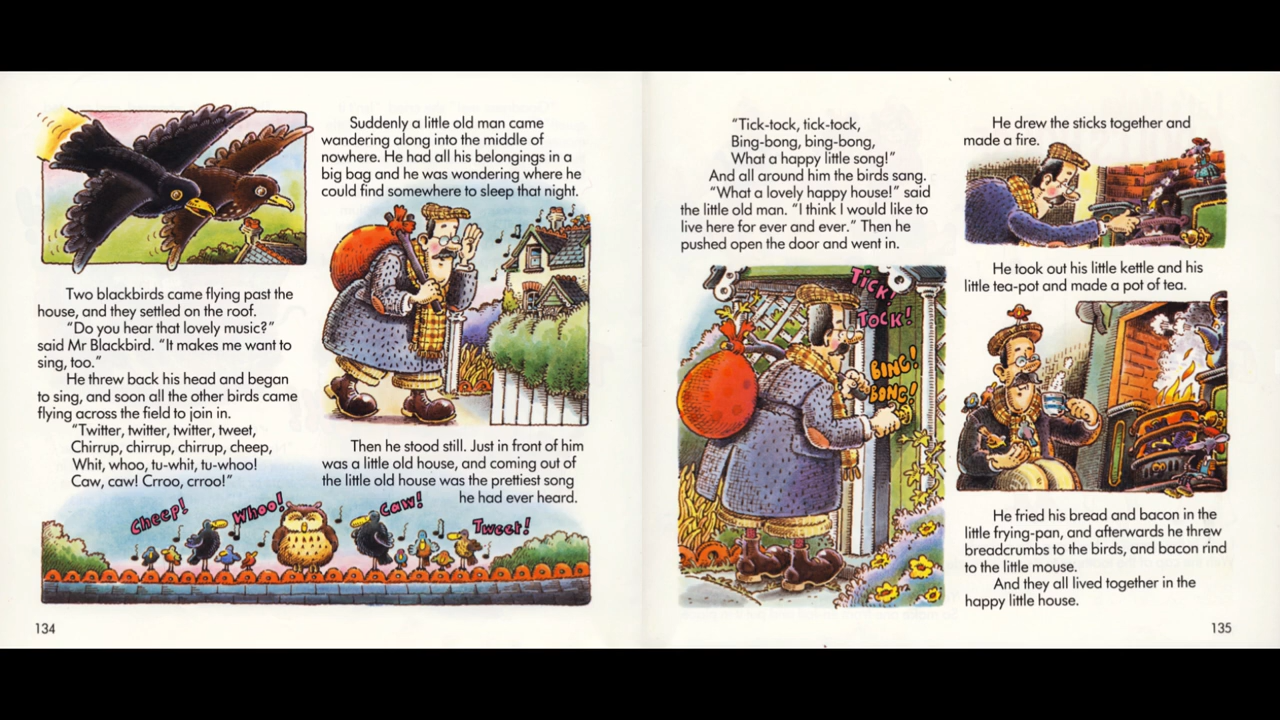 Two blackbirds came flying past the
house, and they settled on the roof.
“Do you hear that lovely music?”
said Mr Blackbird. “It makes me want to
sing, too.”
He threw back his head and began
to sing, and soon all the other birds came
flying across the field to join in.
“Twitter, twitter, twitter, tweet,
Chirrup, chirrup, chirrup, cheep,
Whit, whoo, tu-whit, tu-whoo!
Caw, caw! Crroo, crroo!”
Suddenly a little old man came
wandering along into the middle of
nowhere. He had all his belongings in a
big bag and he was wondering where he
could find somewhere to sleep that night.
Then he stood still. Just in front of him
was a little old house, and coming out of
the little old house was the prettiest song
he had ever heard.
Cheep!
Whoo!
Caw!
Tweet!
134
“Tick-tock, tick-tock,
Bing-bong, bing-bong,
What a happy little song!”
And all around him the birds sang.
“What a lovely happy house!” said
the little old man. “I think I would like to
live here for ever and ever.” Then he
pushed open the door and went in.
TICK!
TOCK!
BING!
BONG!
He drew the sticks together and
made a fire.
He took out his little kettle and his
little tea-pot and made a pot of tea.
He fried his bread and bacon in the
little frying-pan, and afterwards he threw
breadcrumbs to the birds, and bacon rind
to the little mouse.
And they all lived together in the
happy little house.
135